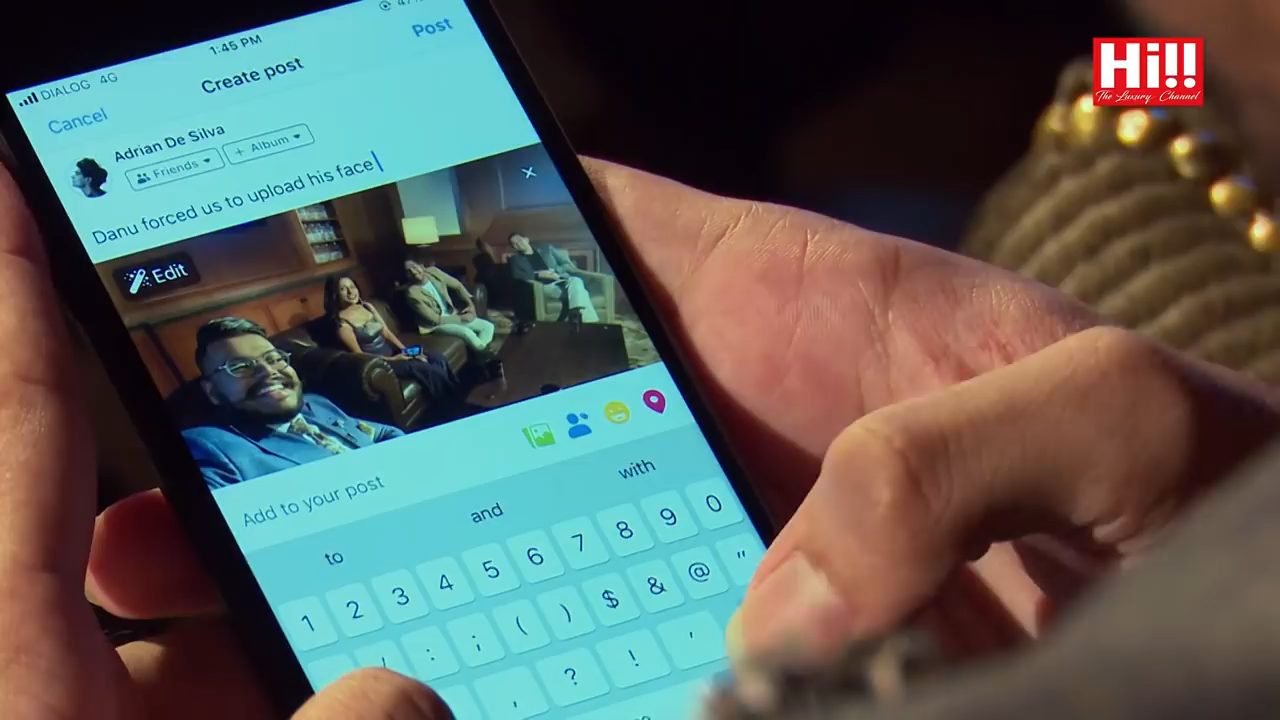 Hi!!
The Luxury Channel
DIALOG 4G
1:45 PM
Cancel
Create post
Post
Adrian De Silva
Friends
+ Album
Danu forced us to upload his face
Edit
Add to your post
to
and
with
1 2 3 4 5 6 7 8 9 0
: ; ( ) $ & @ "
, ? ! '